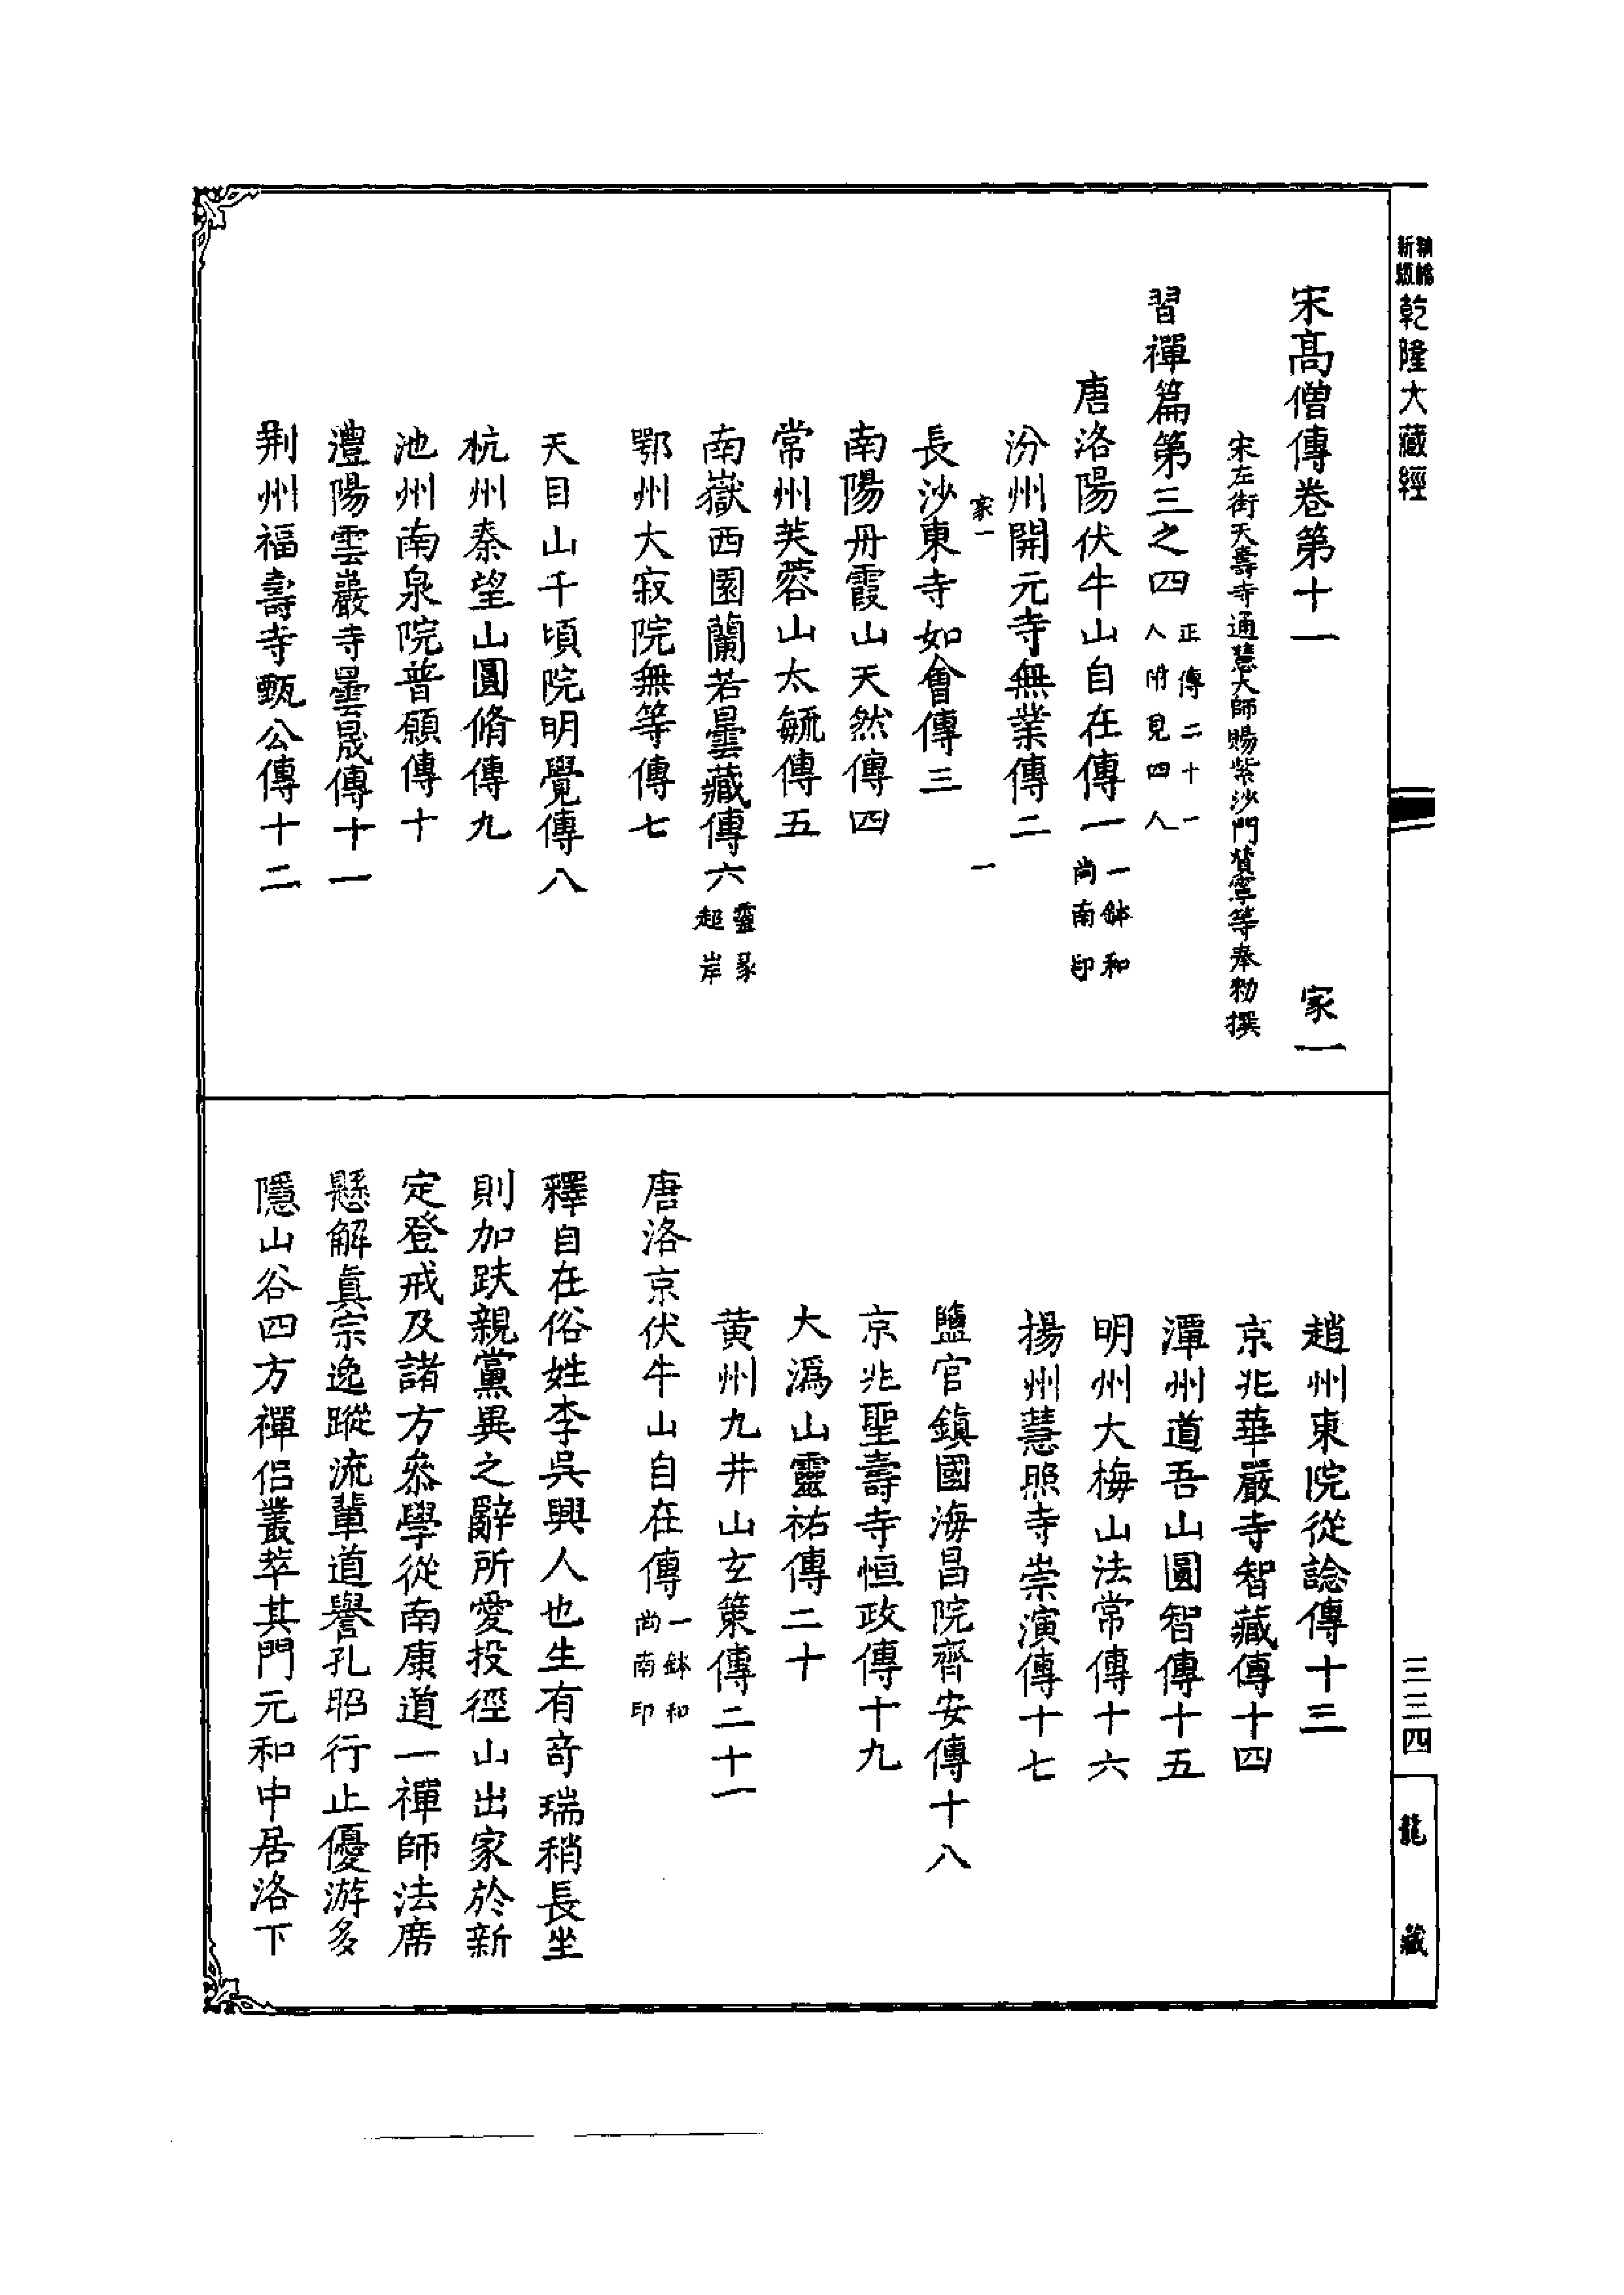 精縮新版乾隆大藏經
宋高僧傳卷第十一　家一
宋左街天壽寺通慧大師賜紫沙門贊寧等奉勅撰
習禪篇第三之四正傳二十一人附見四人
唐洛陽伏牛山自在傳一一鉢和尚南印
汾州開元寺無業傳二
家一　一
長沙東寺如會傳三
南陽丹霞山天然傳四
常州芙蓉山太毓傳五
南嶽西園蘭若曇藏傳六靈彖超岸
鄂州大寂院無等傳七
天目山千頃院明覺傳八
杭州秦望山圓脩傳九
池州南泉院普願傳十
澧陽雲巖寺曇晟傳十一
荆州福壽寺甄公傳十二
趙州東院從諗傳十三
京兆華嚴寺智藏傳十四
潭州道吾山圓智傳十五
明州大梅山法常傳十六
揚州慧照寺崇演傳十七
鹽官鎮國海昌院齊安傳十八
京兆聖壽寺恒政傳十九
大溈山靈祐傳二十
黄州九井山玄策傳二十一
唐洛京伏牛山自在傳一鉢和尚南印
釋自在俗姓李吳興人也生有奇瑞稍長坐
則加趺親黨異之辭所愛投徑山出家於新
定登戒及諸方叅學從南康道一禪師法席
懸解眞宗逸蹤流輩道譽孔昭行止優游多
隱山谷四方禪侣叢萃其門元和中居洛下
三三四
龍藏